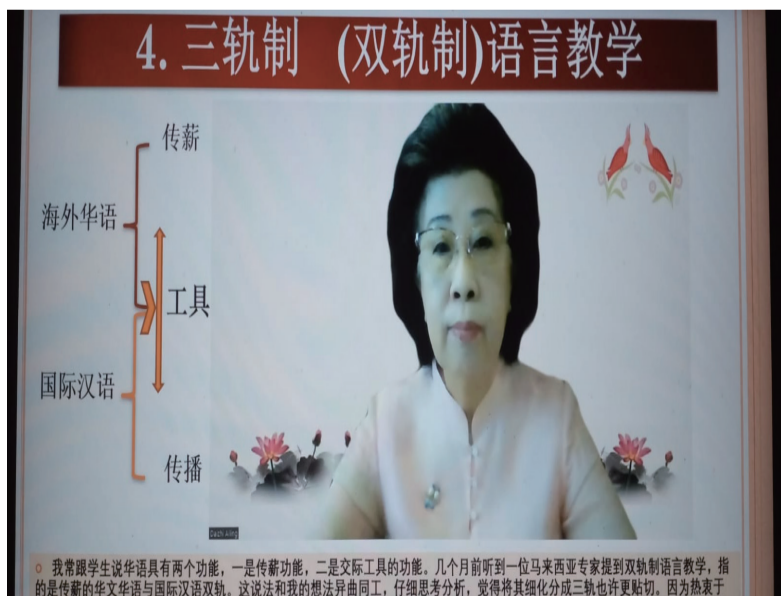 4. 三轨制 (双轨制)语言教学
传薪
海外华语
工具
国际汉语
传播
○ 我常跟学生说华语具有两个功能，一是传薪功能，二是交际工具的功能。几个月前听到一位马来西亚专家提到双轨制语言教学，指
的是传薪的华文华语与国际汉语双轨。这说法和我的想法异曲同工，仔细思考分析，觉得将其细化分成三轨也许更贴切。因为热衷于